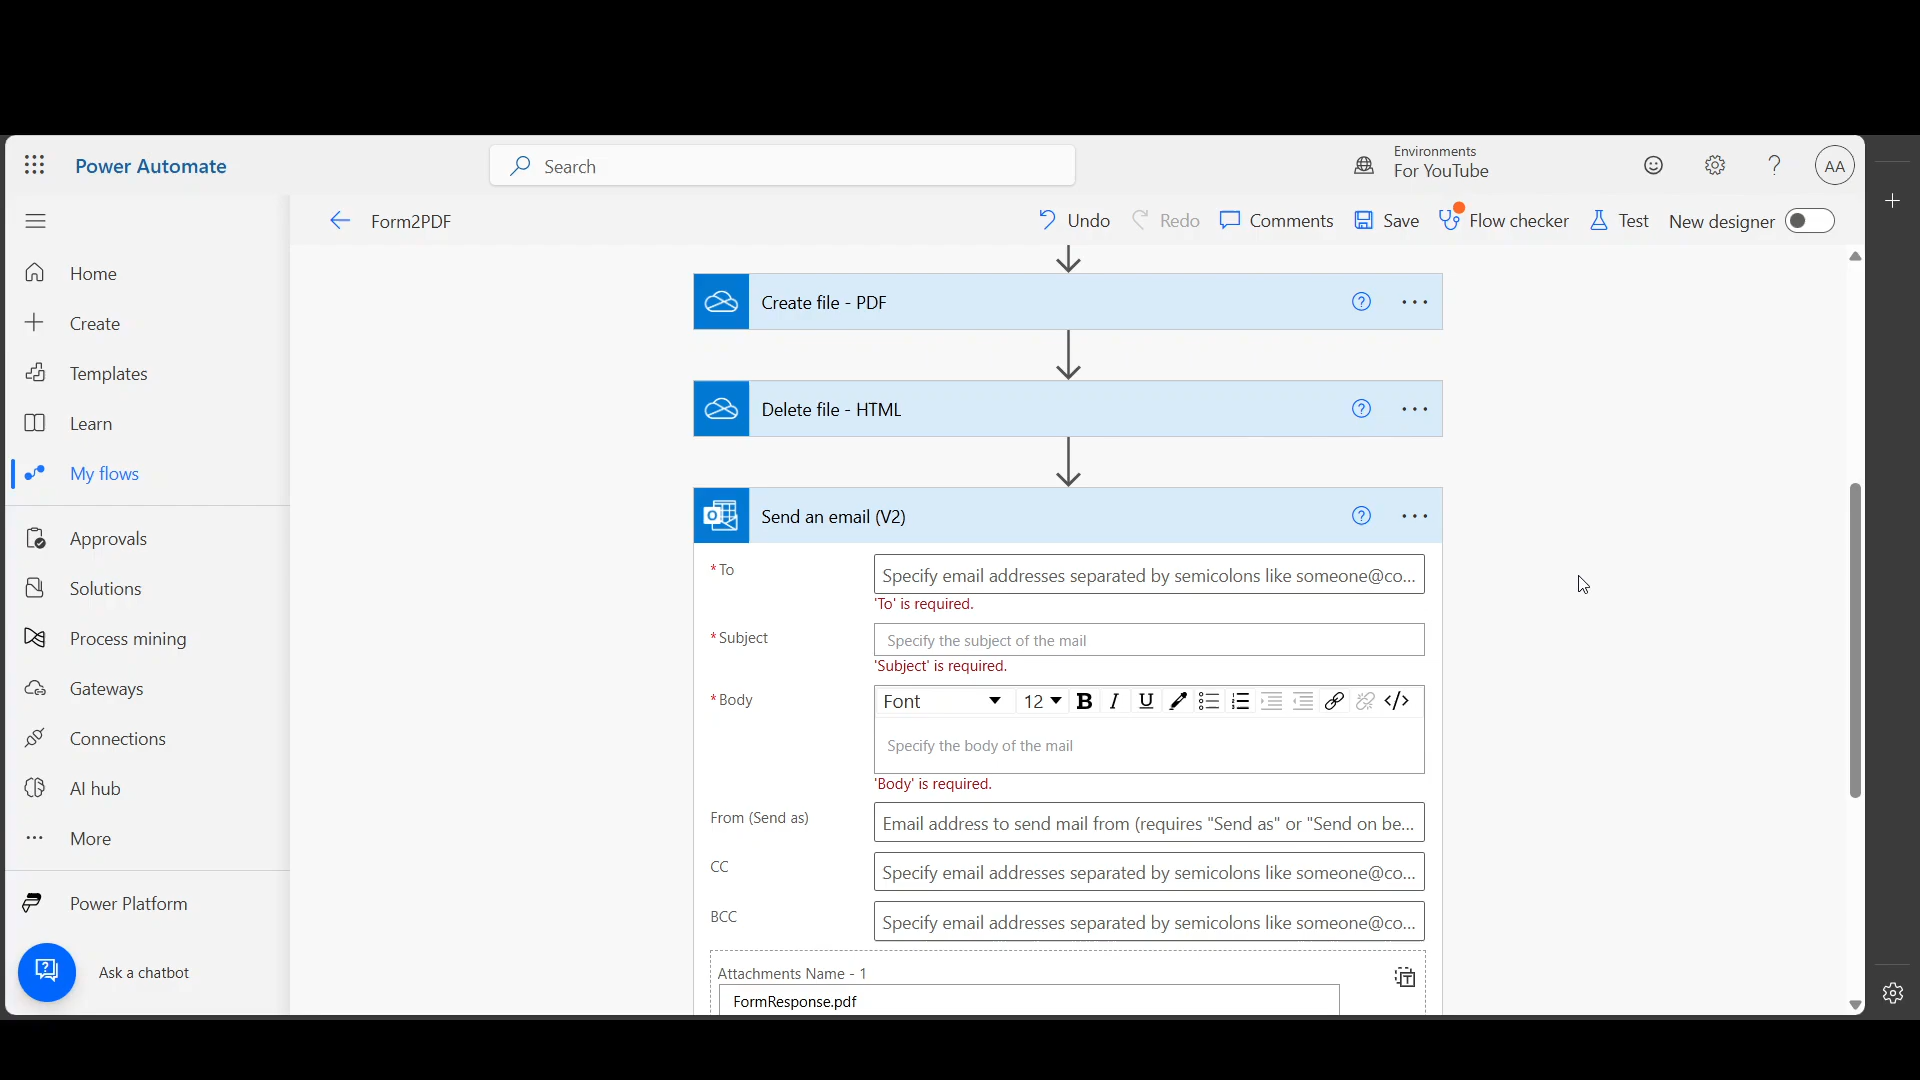 Power Automate
Search
Environments
For YouTube
AA
Form2PDF
Undo
Redo
Comments
Save
Flow checker
Test
New designer
Home
Create
Templates
Learn
My flows
Approvals
Solutions
Process mining
Gateways
Connections
AI hub
More
Power Platform
Ask a chatbot
Create file - PDF
Delete file - HTML
Send an email (V2)
* To
Specify email addresses separated by semicolons like someone@co...
'To' is required.
* Subject
Specify the subject of the mail
'Subject' is required.
* Body
Font
12
B I U </>
Specify the body of the mail
'Body' is required.
From (Send as)
Email address to send mail from (requires "Send as" or "Send on be...
CC
Specify email addresses separated by semicolons like someone@co...
BCC
Specify email addresses separated by semicolons like someone@co...
Attachments Name - 1
FormResponse.pdf